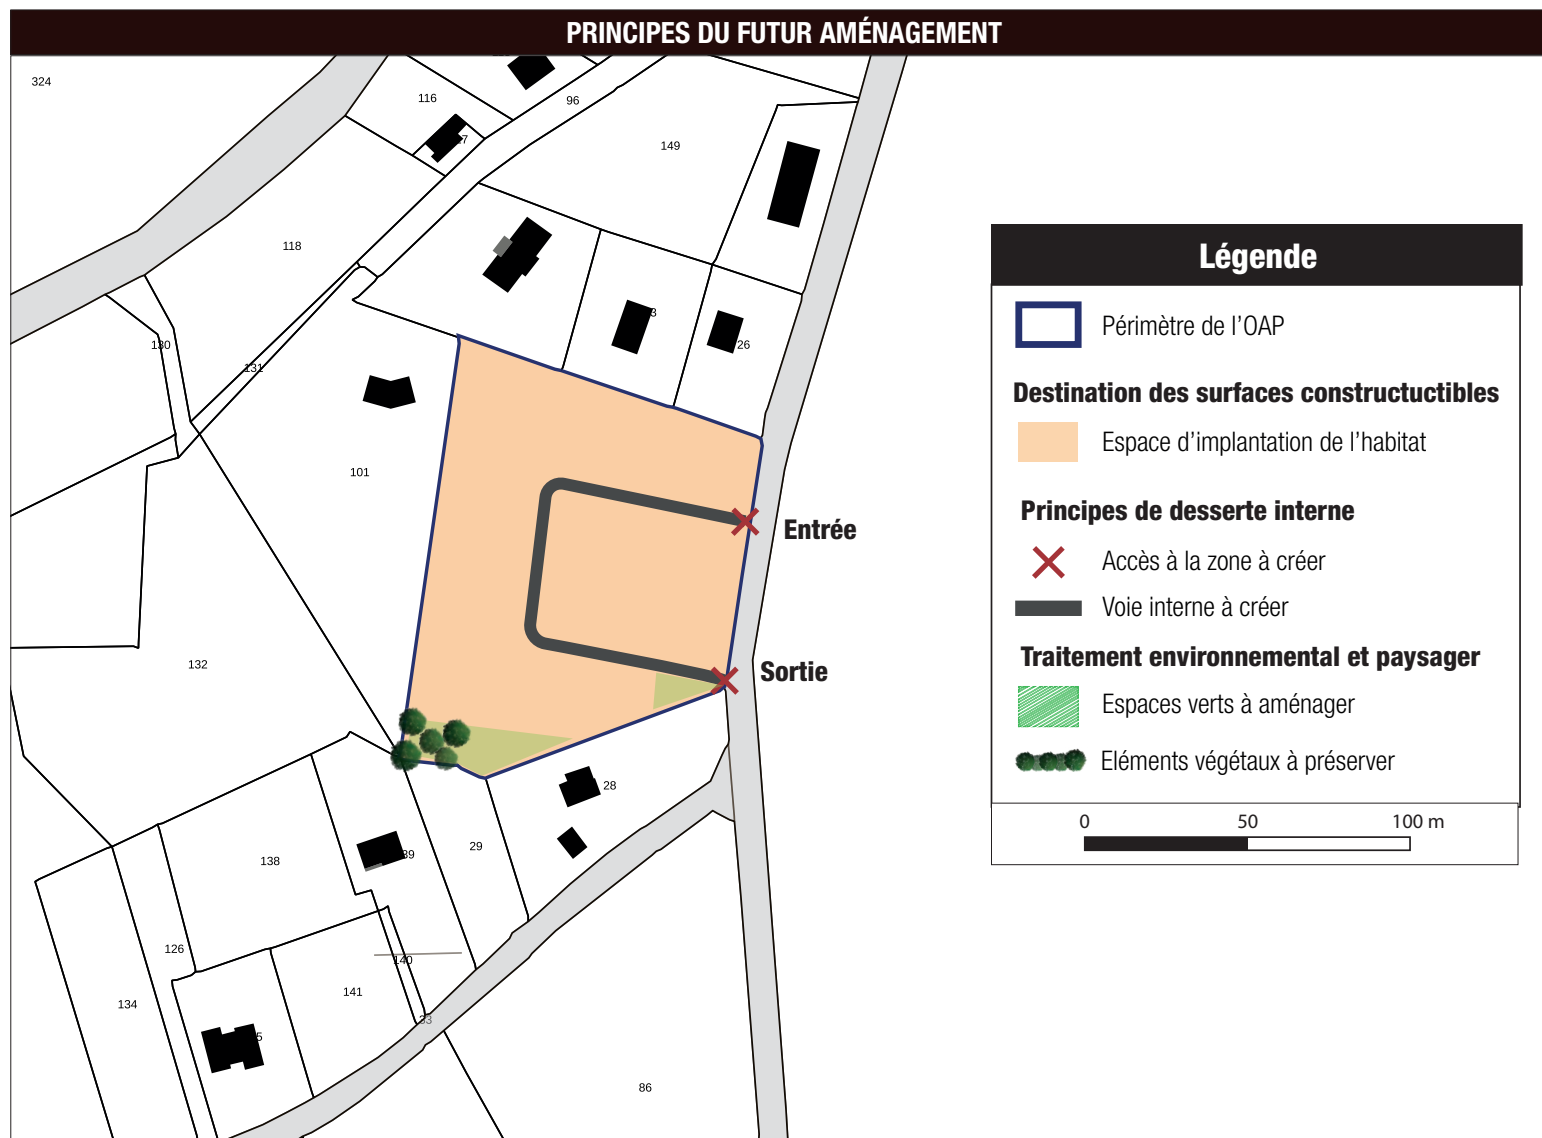 PRINCIPES DU FUTUR AMÉNAGEMENT
324
116
96
149
118
130
131
26
101
132
Entrée
Sortie
28
29
138
126
134
141
140
33
86
Légende
Périmètre de l'OAP
Destination des surfaces constructuctibles
Espace d'implantation de l'habitat
Principes de desserte interne
Accès à la zone à créer
Voie interne à créer
Traitement environnemental et paysager
Espaces verts à aménager
Eléments végétaux à préserver
0 50 100 m